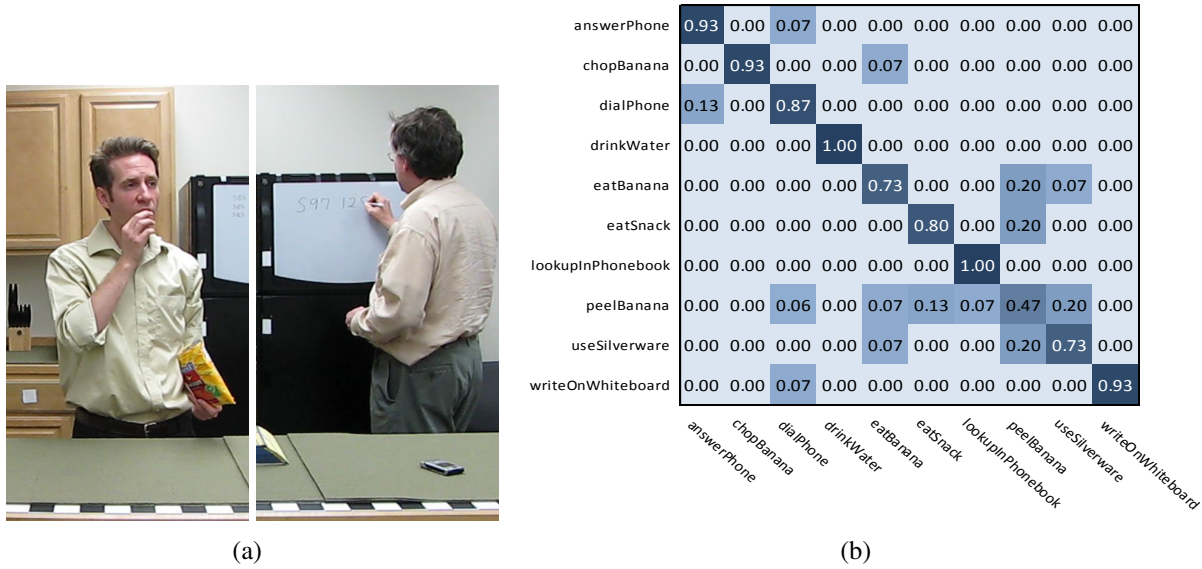 S97 12
585
answerPhone 0.93 0.00 0.07 0.00 0.00 0.00 0.00 0.00 0.00 0.00
chopBanana 0.00 0.93 0.00 0.00 0.07 0.00 0.00 0.00 0.00 0.00
dialPhone 0.13 0.00 0.87 0.00 0.00 0.00 0.00 0.00 0.00 0.00
drinkWater 0.00 0.00 0.00 1.00 0.00 0.00 0.00 0.00 0.00 0.00
eatBanana 0.00 0.00 0.00 0.00 0.73 0.00 0.00 0.20 0.07 0.00
eatSnack 0.00 0.00 0.00 0.00 0.00 0.80 0.00 0.20 0.00 0.00
lookupInPhonebook 0.00 0.00 0.00 0.00 0.00 0.00 1.00 0.00 0.00 0.00
peelBanana 0.00 0.00 0.06 0.00 0.07 0.13 0.07 0.47 0.20 0.00
useSilverware 0.00 0.00 0.00 0.00 0.07 0.00 0.00 0.20 0.73 0.00
writeOnWhiteboard 0.00 0.00 0.07 0.00 0.00 0.00 0.00 0.00 0.00 0.93
answerPhone chopBanana dialPhone drinkWater eatBanana eatSnack lookupInPhonebook peelBanana useSilverware writeOnWhiteboard
(a) (b)